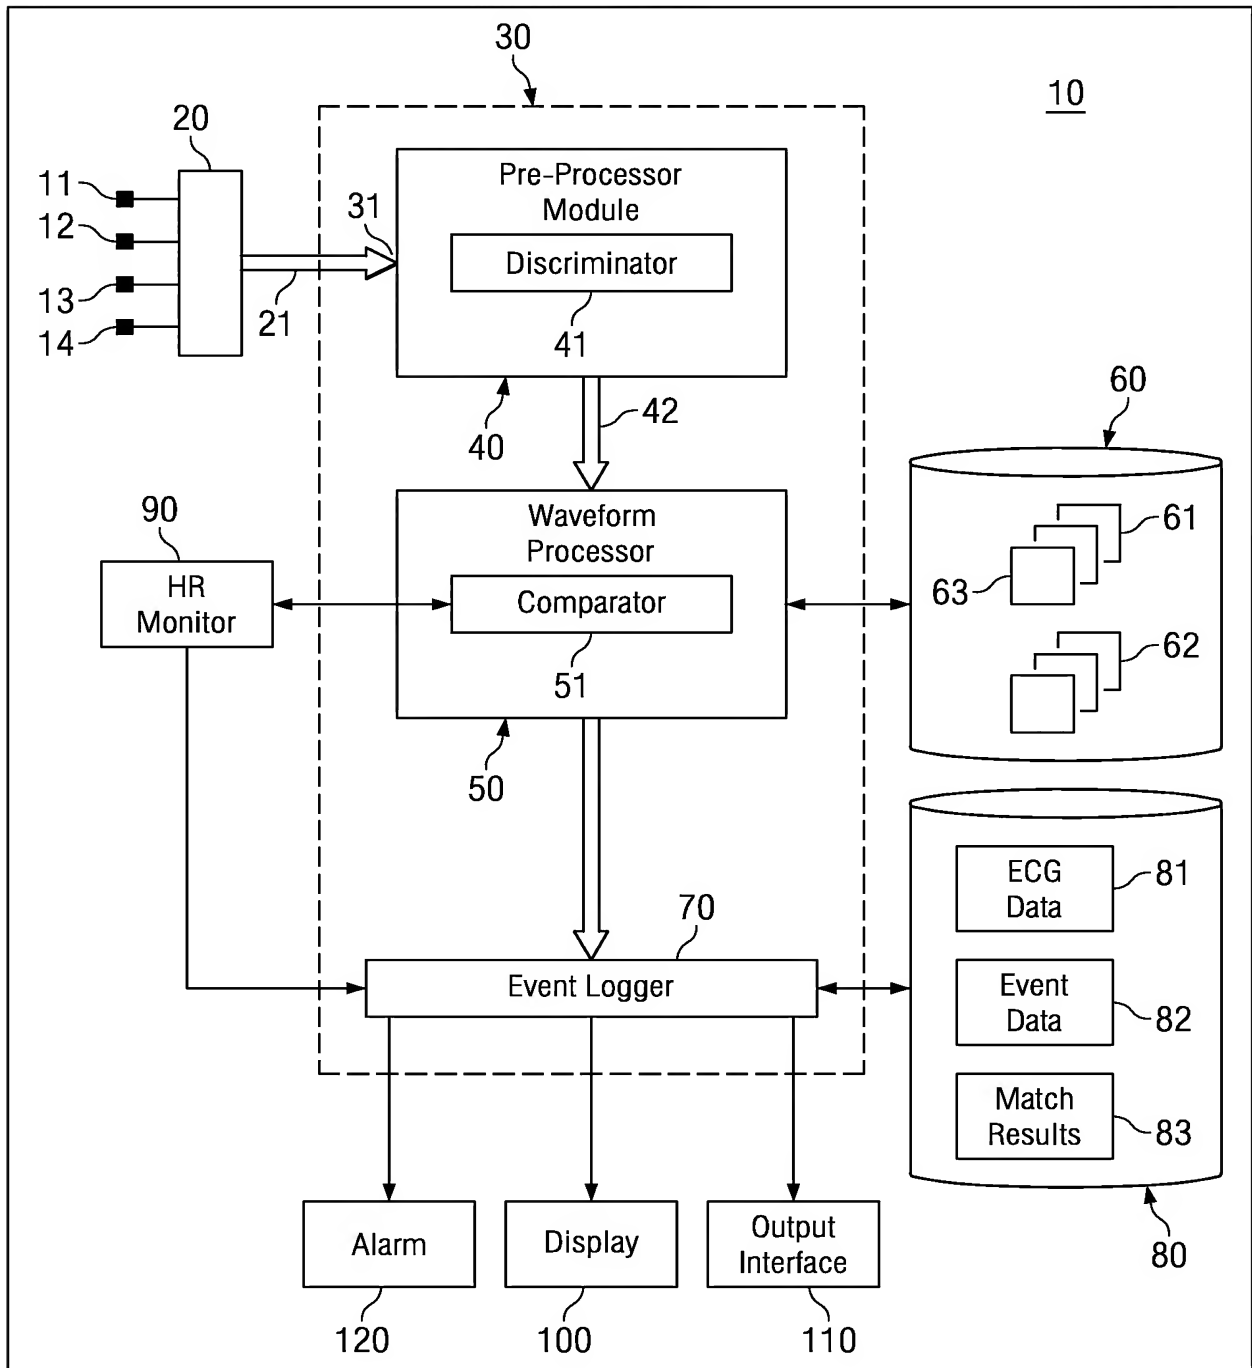 30
10
20
11
12
13
14
21
31
Pre-Processor
Module
Discriminator
41
40
42
60
90
HR
Monitor
Waveform
Processor
Comparator
51
50
61
63
62
70
Event Logger
ECG
Data
81
Event
Data
82
Match
Results
83
80
Alarm
120
Display
100
Output
Interface
110